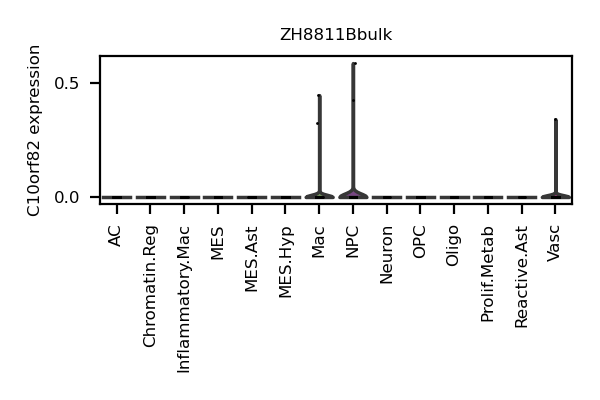 ZH8811Bbulk
C10orf82 expression
0.5
0.0
AC
Chromatin.Reg
Inflammatory.Mac
MES
MES.Ast
MES.Hyp
Mac
NPC
Neuron
OPC
Oligo
Prolif.Metab
Reactive.Ast
Vasc